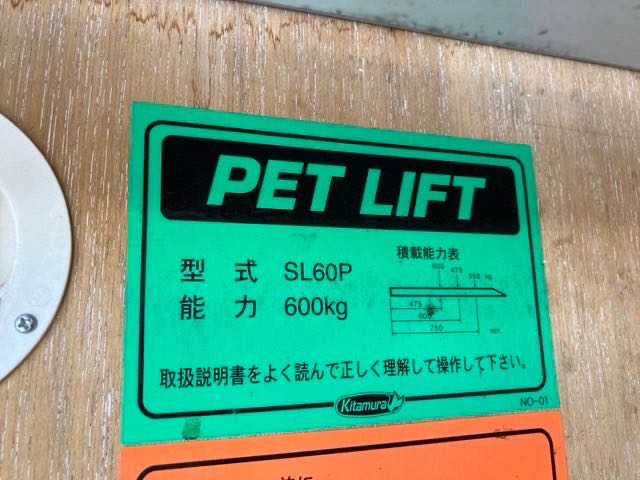 PET LIFT
型 式 SL60P
能 力 600kg
積載能力表
600 475 350 kg
475
600
750
mm
取扱説明書をよく読んで正しく理解して操作して下さい。
Kitamura
NO-01